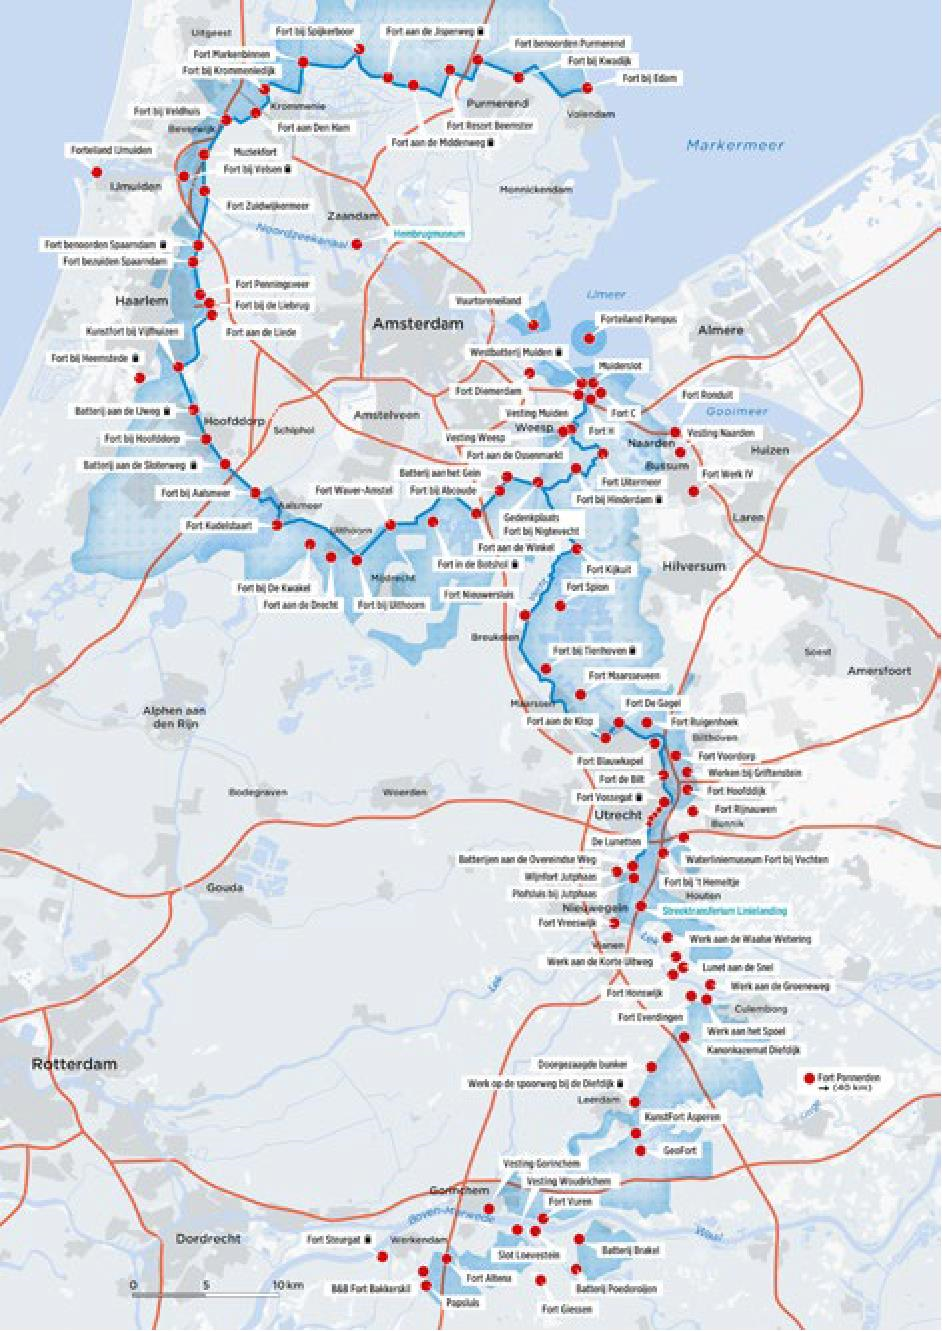 Uitgeest
Fort bij Spijkerboor
Fort aan de Jisperweg
Fort Markenbinnen
Fort benoorden Purmerend
Fort bij Kwadijk
Fort bij Krommeniedijk
Fort bij Edam
Krommenie
Purmerend
Fort bij Veldhuis
Volendam
Beverwijk
Fort aan Den Ham
Fort Resort Beemster
Fort aan de Middenweg
Markermeer
Forteiland IJmuiden
Muziekfort
Fort bij Velsen
IJmuiden
Monnickendam
Fort Zuidwijkermeer
Zaandam
Noordzeekanaal
Hembrugmuseum
Fort benoorden Spaarndam
Fort bezuiden Spaarndam
Fort Penningsveer
Haarlem
Fort bij de Liebrug
Vuurtoreneiland
IJmeer
Kunstfort bij Vijfhuizen
Fort aan de Liede
Amsterdam
Forteiland Pampus
Almere
Fort bij Heemstede
Westbatterij Muiden
Muiderslot
Fort Diemerdam
Fort Ronduit
Batterij aan de IJweg
Hoofddorp
Amstelveen
Vesting Muiden
Fort C
Gooimeer
Schiphol
Weesp
Fort H
Vesting Naarden
Fort bij Hoofddorp
Vesting Weesp
Naarden
Huizen
Fort aan de Ossenmarkt
Bussum
Batterij aan de Sloterweg
Batterij aan het Gein
Fort Uitermeer
Fort Werk IV
Fort bij Aalsmeer
Fort Waver-Amstel
Fort bij Abcoude
Fort bij Hinderdam
Aalsmeer
Gedenkplaats
Fort bij Nigtevecht
Laren
Fort Kudelstaart
Uithoorn
Fort aan de Winkel
Fort in de Botshol
Fort Kijkuit
Hilversum
Mijdrecht
Fort bij De Kwakel
Fort Nieuwersluis
Vecht
Fort Spion
Fort aan de Drecht
Fort bij Uithoorn
Breukelen
Fort bij Tienhoven
Soest
Amersfoort
Fort Maarsseveen
Maarssen
Fort De Gagel
Alphen aan
den Rijn
Fort aan de Klop
Fort Ruigenhoek
Bilthoven
Fort Blauwkapel
Fort Voordorp
Fort de Bilt
Werken bij Griftenstein
Bodegraven
Woerden
Fort Vossegat
Fort Hoofddijk
Utrecht
Fort Rijnauwen
Bunnik
De Lunetten
Batterijen aan de Overeindse Weg
Waterliniemuseum Fort bij Vechten
Wijnfort Jutphaas
Fort bij 't Hemeltje
Gouda
Plofsluis bij Jutphaas
Houten
Nieuwegein
Streektransferium Linielanding
Fort Vreeswijk
Vianen
Lek
Werk aan de Waalse Wetering
Werk aan de Korte Uitweg
Lunet aan de Snel
Lek
Werk aan de Groeneweg
Fort Honswijk
Culemborg
Fort Everdingen
Werk aan het Spoel
Kanonkazemat Diefdijk
Rotterdam
Doorgezaagde bunker
Fort Pannerden
→ (40 km)
Werk op de spoorweg bij de Diefdijk
Leerdam
Linge
KunstFort Asperen
GeoFort
Vesting Gorinchem
Gorinchem
Vesting Woudrichem
Fort Vuren
Boven-Merwede
Waal
Dordrecht
Fort Steurgat
Werkendam
Slot Loevestein
Batterij Brakel
0 5 10 km
B&B Fort Bakkerskil
Fort Altena
Batterij Poederoijen
Papsluis
Fort Giessen